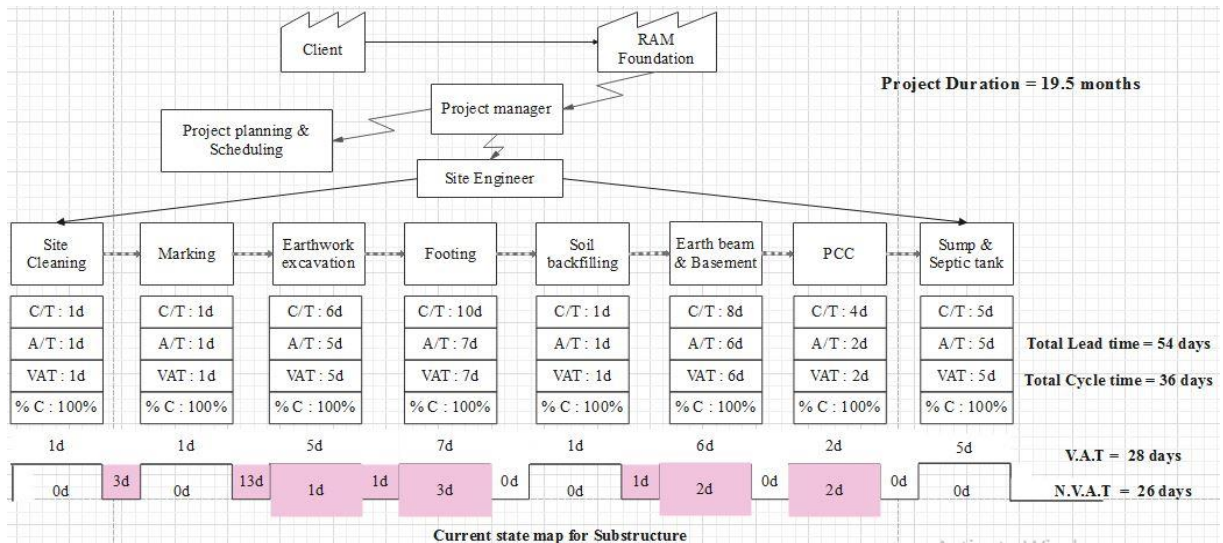 Client
RAM
Foundation
Project Duration = 19.5 months
Project manager
Project planning &
Scheduling
Site Engineer
Site
Cleaning
Marking
Earthwork
excavation
Footing
Soil
backfilling
Earth beam
& Basement
PCC
Sump &
Septic tank
C/T : 1d
C/T : 1d
C/T : 6d
C/T : 10d
C/T : 1d
C/T : 8d
C/T : 4d
C/T : 5d
A/T : 1d
A/T : 1d
A/T : 5d
A/T : 7d
A/T : 1d
A/T : 6d
A/T : 2d
A/T : 5d
Total Lead time = 54 days
VAT : 1d
VAT : 1d
VAT : 5d
VAT : 7d
VAT : 1d
VAT : 6d
VAT : 2d
VAT : 5d
Total Cycle time = 36 days
% C : 100%
% C : 100%
% C : 100%
% C : 100%
% C : 100%
% C : 100%
% C : 100%
% C : 100%
1d
1d
5d
7d
1d
6d
2d
5d
V.A.T = 28 days
0d
3d
0d
13d
1d
1d
3d
0d
0d
1d
2d
0d
2d
0d
0d
N.V.A.T = 26 days
Current state map for Substructure